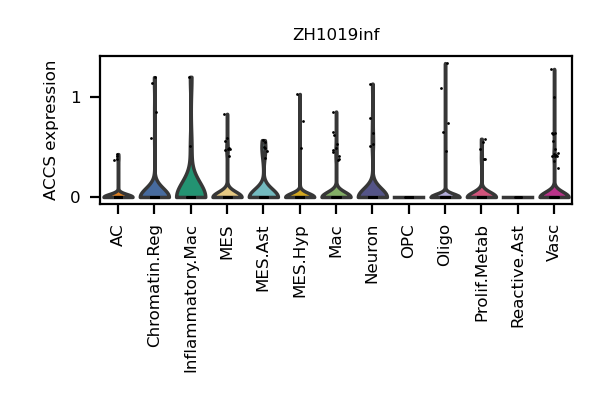 ZH1019inf
ACCS expression
1
0
AC
Chromatin.Reg
Inflammatory.Mac
MES
MES.Ast
MES.Hyp
Mac
Neuron
OPC
Oligo
Prolif.Metab
Reactive.Ast
Vasc